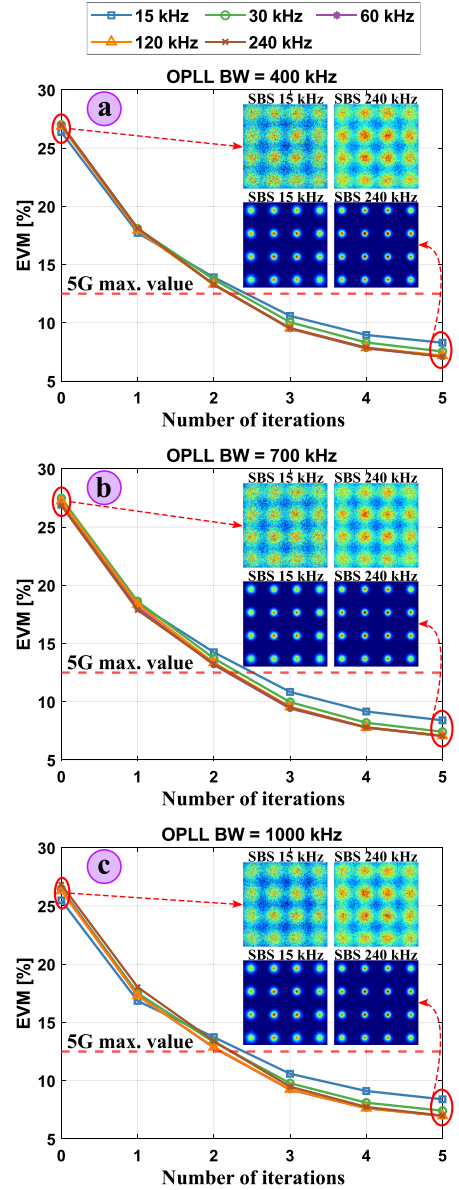 15 kHz 30 kHz 60 kHz
120 kHz 240 kHz
OPLL BW = 400 kHz
a
SBS 15 kHz SBS 240 kHz
SBS 15 kHz SBS 240 kHz
5G max. value
EVM [%]
30
25
20
15
10
5
0 1 2 3 4 5
Number of iterations
OPLL BW = 700 kHz
b
SBS 15 kHz SBS 240 kHz
SBS 15 kHz SBS 240 kHz
5G max. value
EVM [%]
30
25
20
15
10
5
0 1 2 3 4 5
Number of iterations
OPLL BW = 1000 kHz
c
SBS 15 kHz SBS 240 kHz
SBS 15 kHz SBS 240 kHz
5G max. value
EVM [%]
30
25
20
15
10
5
0 1 2 3 4 5
Number of iterations